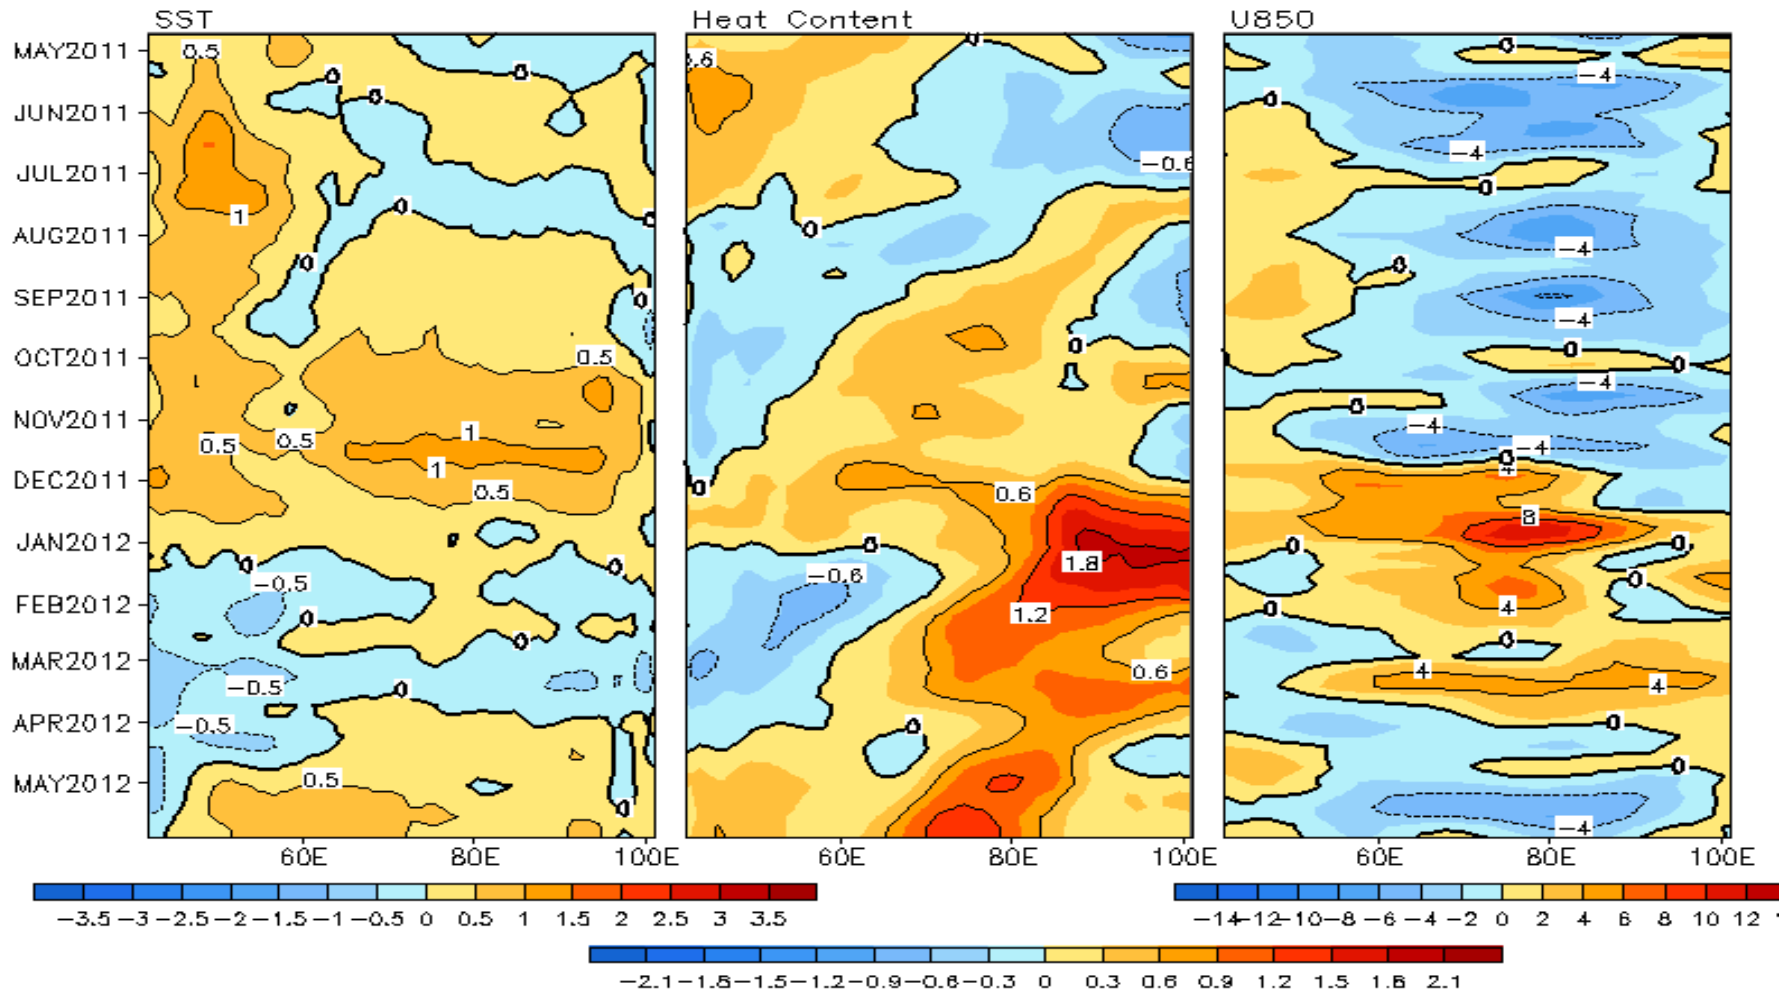 SST Heat Content U850
MAY2011
JUN2011
JUL2011
AUG2011
SEP2011
OCT2011
NOV2011
DEC2011
JAN2012
FEB2012
MAR2012
APR2012
MAY2012
0.5 0 0 0 1 0 0 0 0 0.5 0.5 0.5 1 1 0.5 0 0 -0.5 0 0 -0.5 0 -0.5 0.5 0
0 -0.6 0 0 0 0.6 0 -0.6 1.8 1.2 0.6 0
0 -4 0 -4 0 -4 0 -4 0 0 -4 0 -4 -4 0 4 8 0 0 0 4 0 0 4 4 0 0 -4
60E 80E 100E 60E 80E 100E 60E 80E 100E
-3.5 -3 -2.5 -2 -1.5 -1 -0.5 0 0.5 1 1.5 2 2.5 3 3.5
-14 -12 -10 -8 -6 -4 -2 0 2 4 6 8 10 12
-2.1 -1.8 -1.5 -1.2 -0.9 -0.6 -0.3 0 0.3 0.6 0.9 1.2 1.5 1.8 2.1